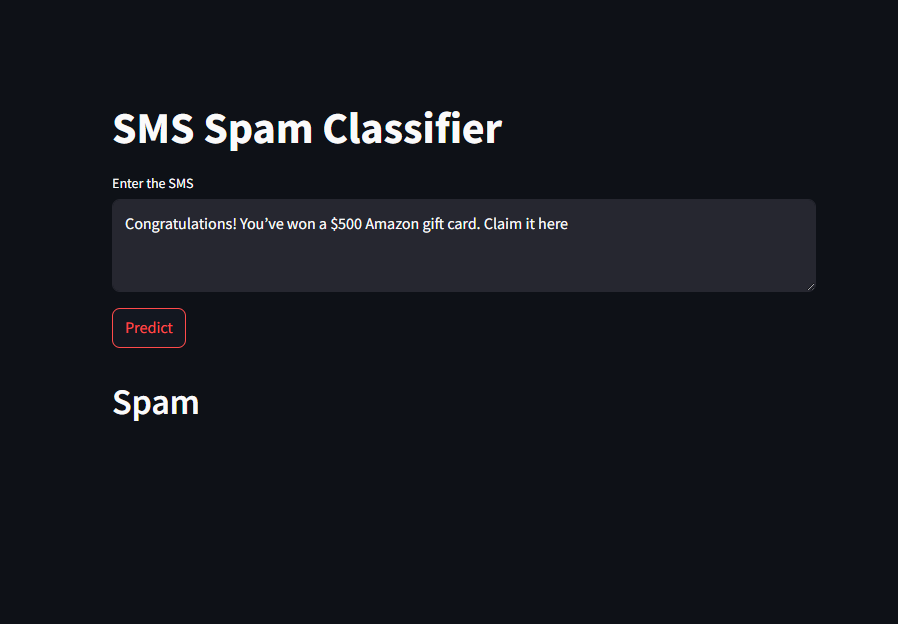 SMS Spam Classifier
Enter the SMS
Congratulations! You’ve won a $500 Amazon gift card. Claim it here
Predict
Spam